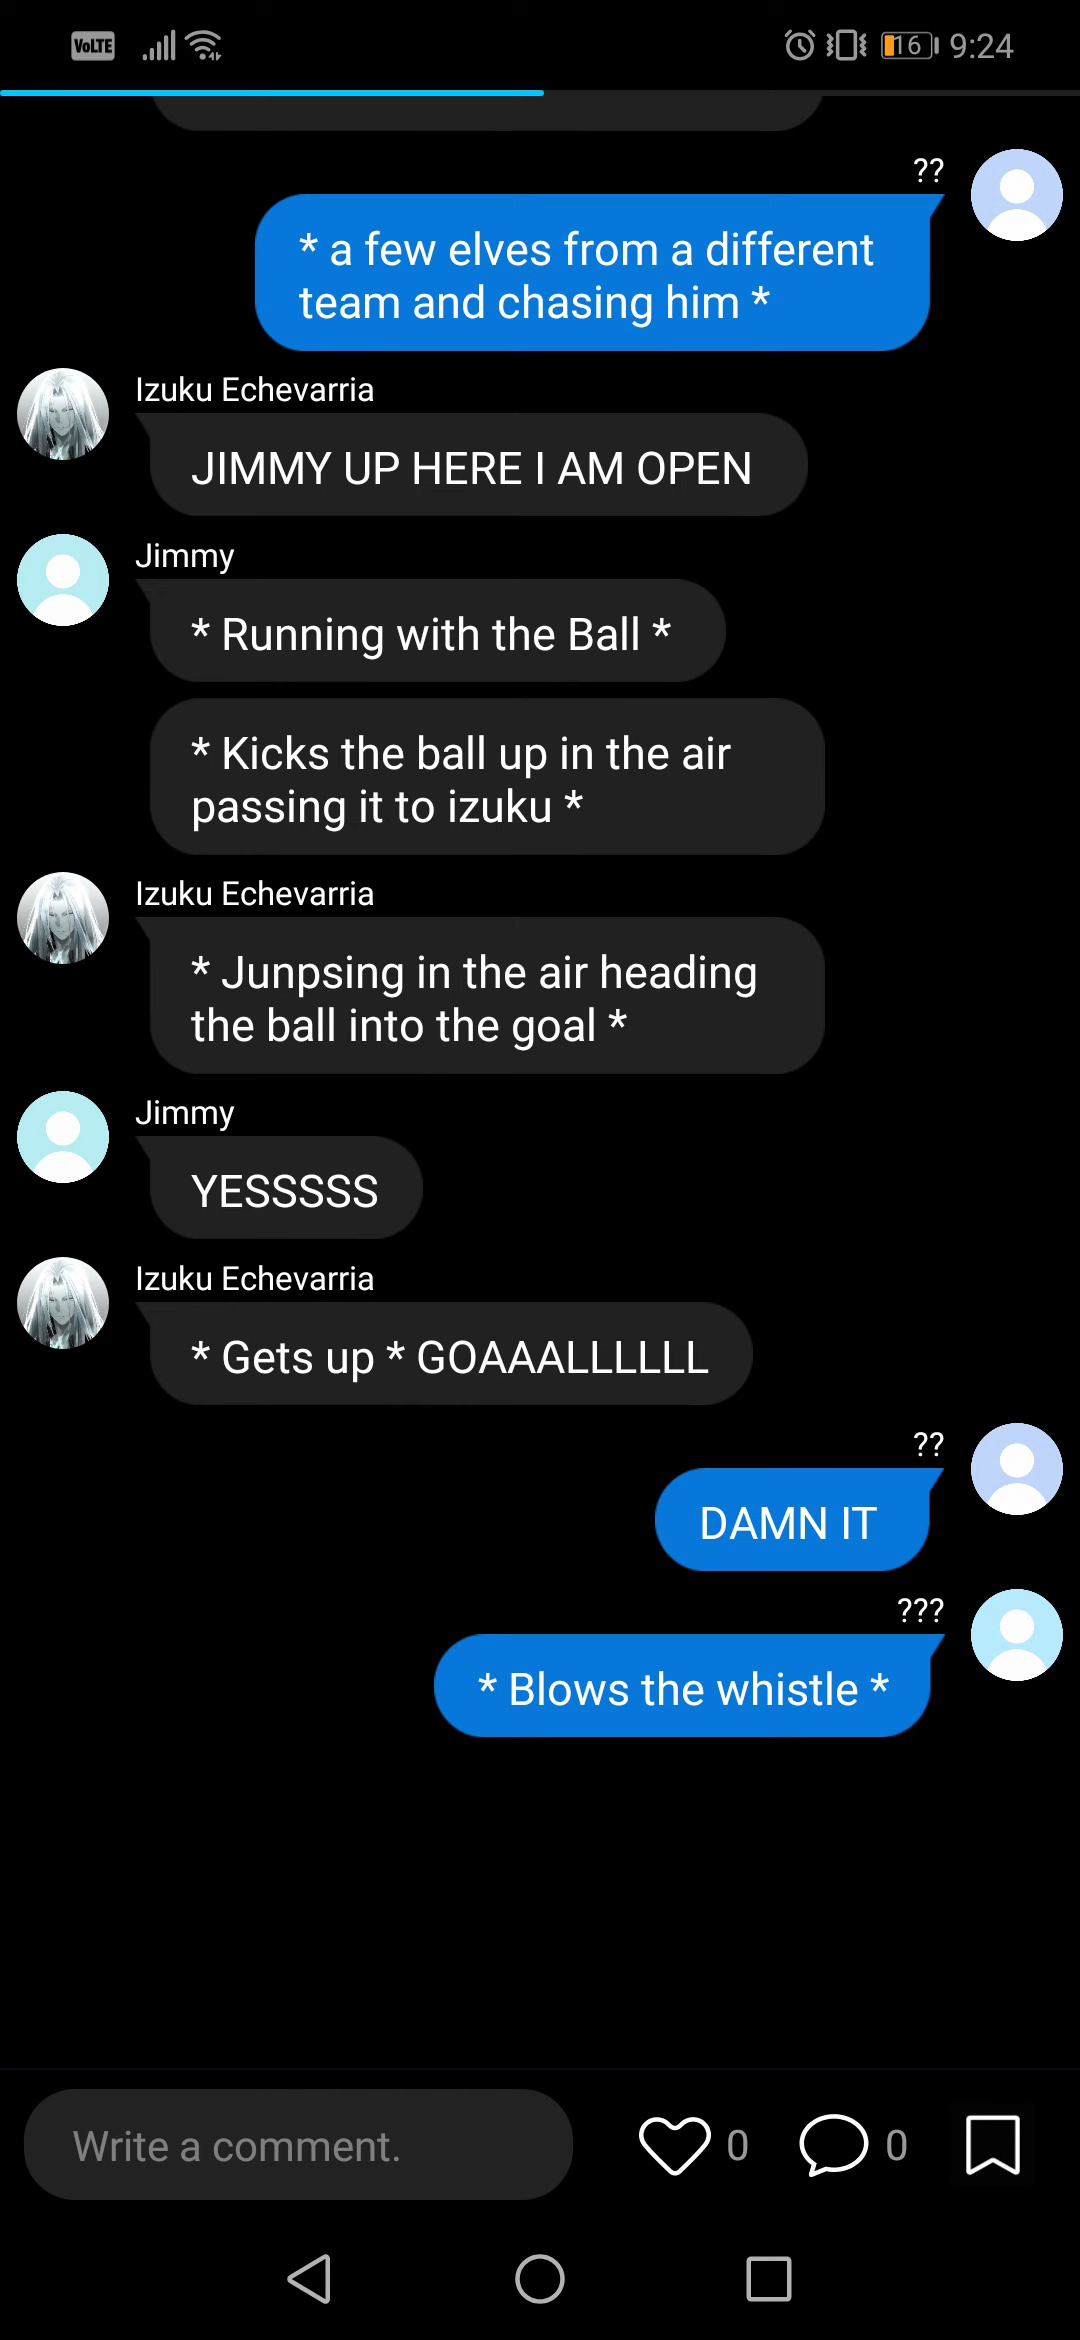 VoLTE
16
9:24
??
* a few elves from a different
team and chasing him *
Izuku Echevarria
JIMMY UP HERE I AM OPEN
Jimmy
* Running with the Ball *
* Kicks the ball up in the air
passing it to izuku *
Izuku Echevarria
* Junpsing in the air heading
the ball into the goal *
Jimmy
YESSSSS
Izuku Echevarria
* Gets up * GOAAALLLLLL
??
DAMN IT
???
* Blows the whistle *
Write a comment.
0
0